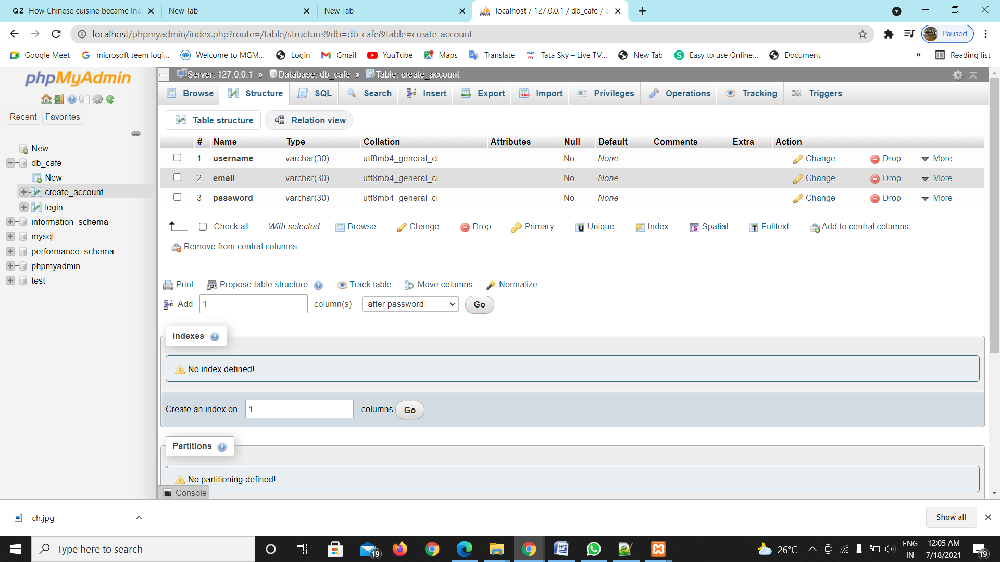 QZ How Chinese cuisine became Ind
New Tab
New Tab
PMA localhost / 127.0.0.1 / db_cafe / c
localhost/phpmyadmin/index.php?route=/table/structure&db=db_cafe&table=create_account
Paused
Google Meet microsoft teem logi... Welcome to MGM... Login Gmail YouTube Maps Translate TATA sky Tata Sky – Live TV... New Tab S Easy to use Online... Document » Reading list
phpMyAdmin
Recent Favorites
New
db_cafe
New
create_account
login
information_schema
mysql
performance_schema
phpmyadmin
test
Server: 127.0.0.1 » Database: db_cafe » Table: create_account
Browse Structure SQL Search Insert Export Import Privileges Operations Tracking Triggers
Table structure Relation view
# Name Type Collation Attributes Null Default Comments Extra Action
1 username varchar(30) utf8mb4_general_ci No None Change Drop More
2 email varchar(30) utf8mb4_general_ci No None Change Drop More
3 password varchar(30) utf8mb4_general_ci No None Change Drop More
Check all With selected: Browse Change Drop Primary Unique Index Spatial Fulltext Add to central columns
Remove from central columns
Print Propose table structure Track table Move columns Normalize
Add 1 column(s) after password Go
Indexes
No index defined!
Create an index on 1 columns Go
Partitions
No partitioning defined!
Console
ch.jpg
Show all
Type here to search
19
26°C
ENG
IN
12:05 AM
7/18/2021
19